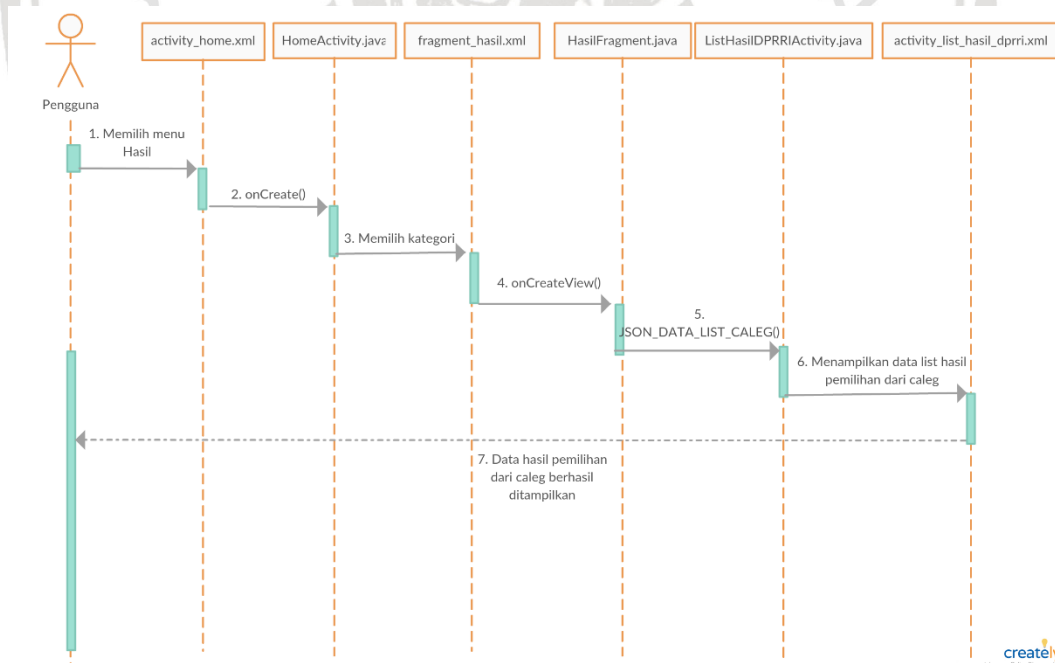 activity_home.xml
HomeActivity.java
fragment_hasil.xml
HasilFragment.java
ListHasilDPRRIActivity.java
activity_list_hasil_dprri.xml
Pengguna
1. Memilih menu
Hasil
2. onCreate()
3. Memilih kategori
4. onCreateView()
5.
JSON_DATA_LIST_CALEG()
6. Menampilkan data list hasil
pemilihan dari caleg
7. Data hasil pemilihan
dari caleg berhasil
ditampilkan